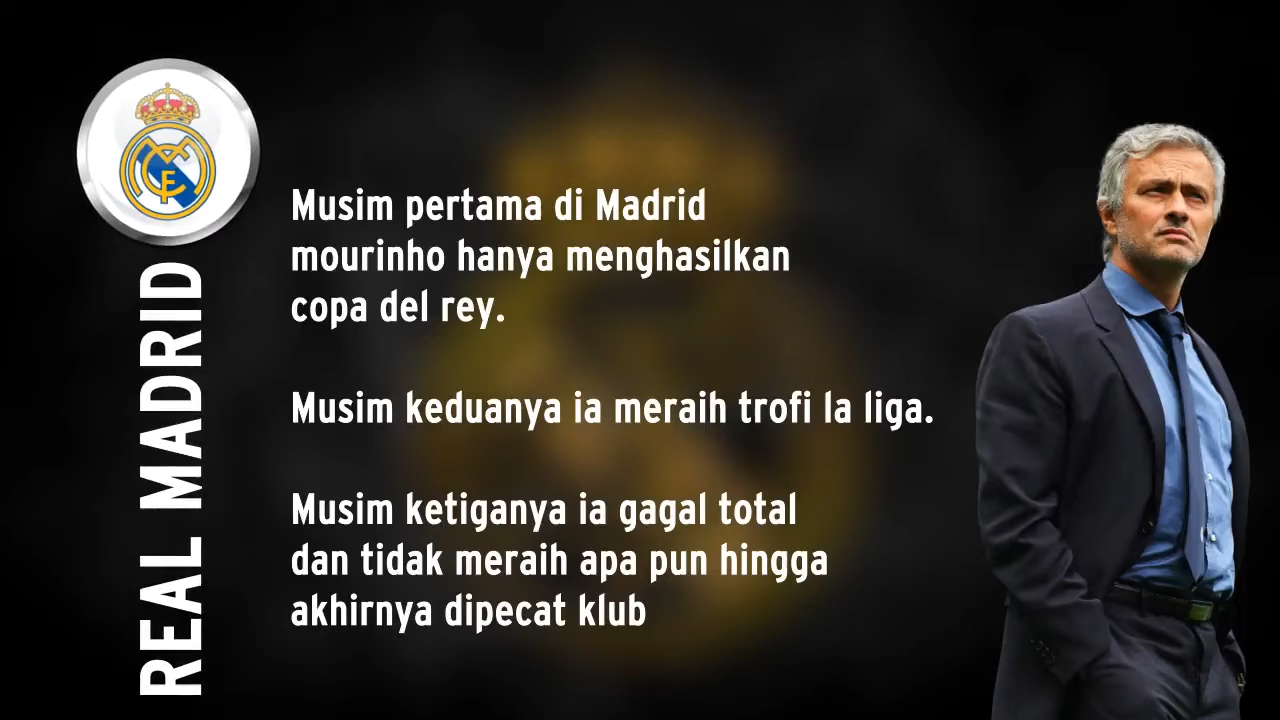 REAL MADRID
Musim pertama di Madrid
mourinho hanya menghasilkan
copa del rey.
Musim keduanya ia meraih trofi la liga.
Musim ketiganya ia gagal total
dan tidak meraih apa pun hingga
akhirnya dipecat klub